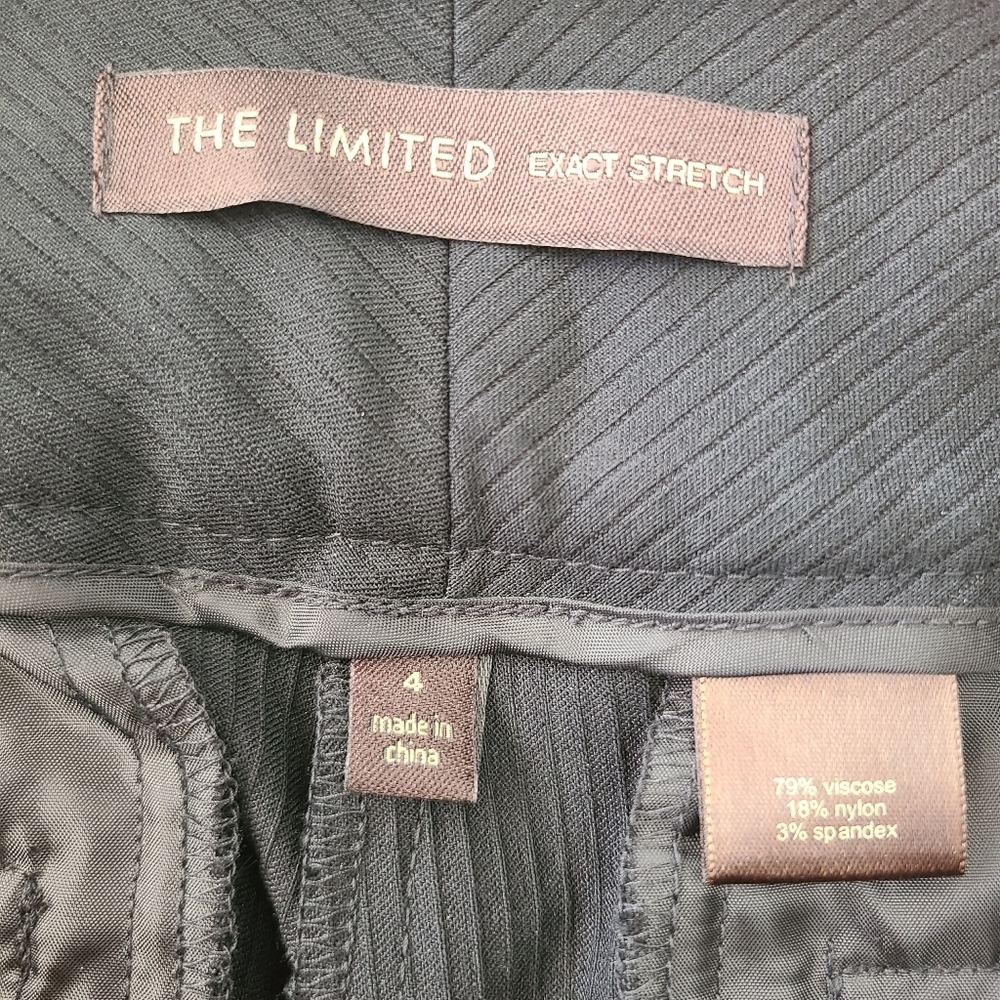 THE LIMITED EXACT STRETCH
4
made in
china
79% viscose
18% nylon
3% spandex